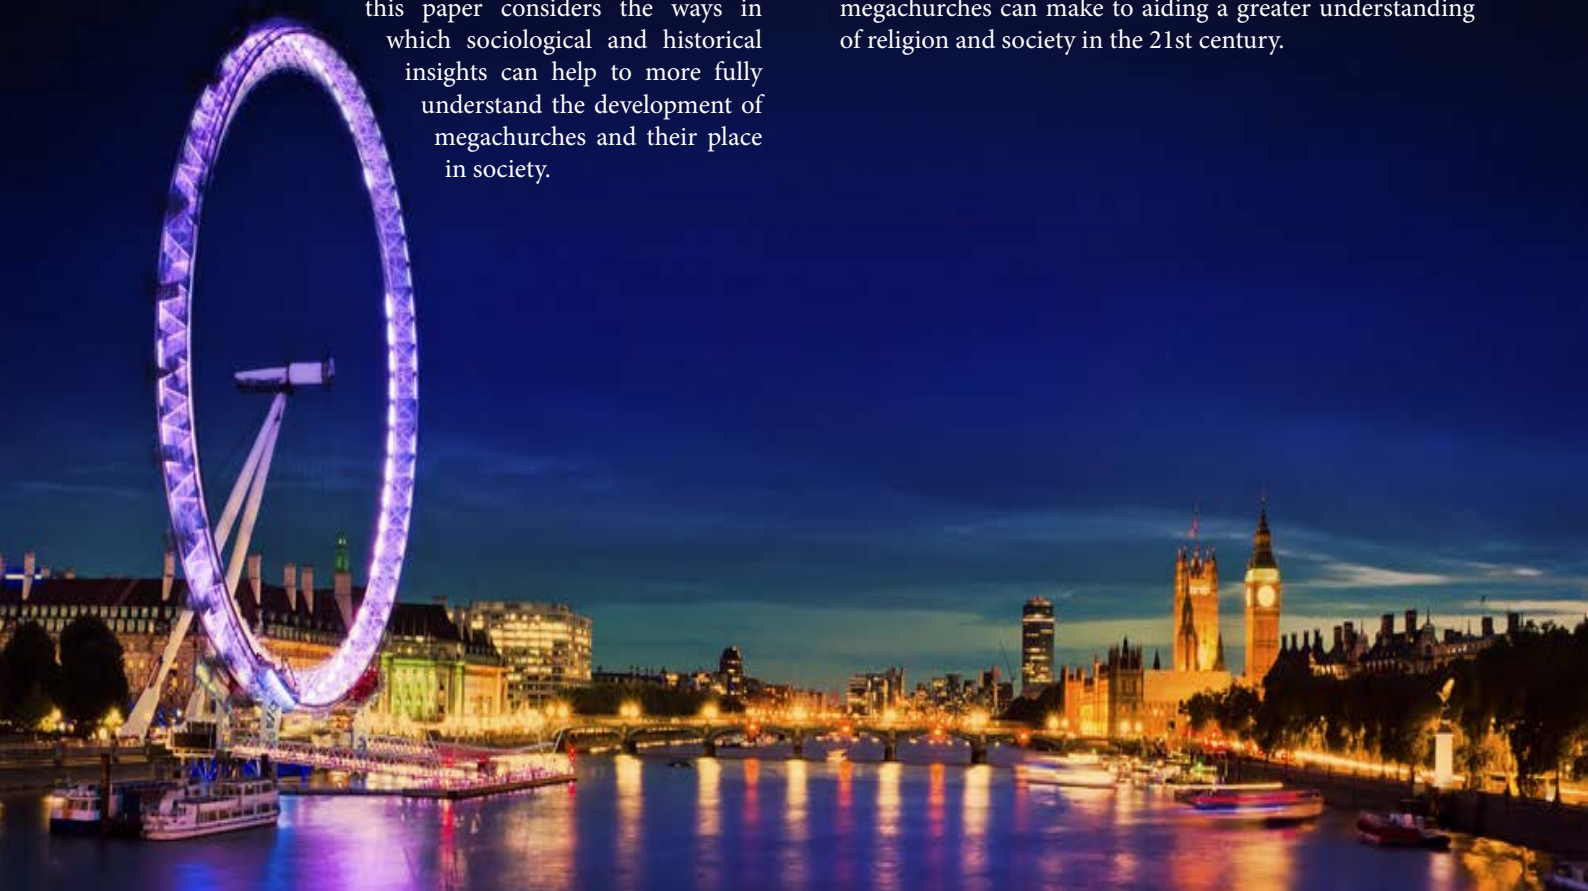 this paper considers the ways in
which sociological and historical
insights can help to more fully
understand the development of
megachurches and their place
in society.
megachurches can make to aiding a greater understanding
of religion and society in the 21st century.